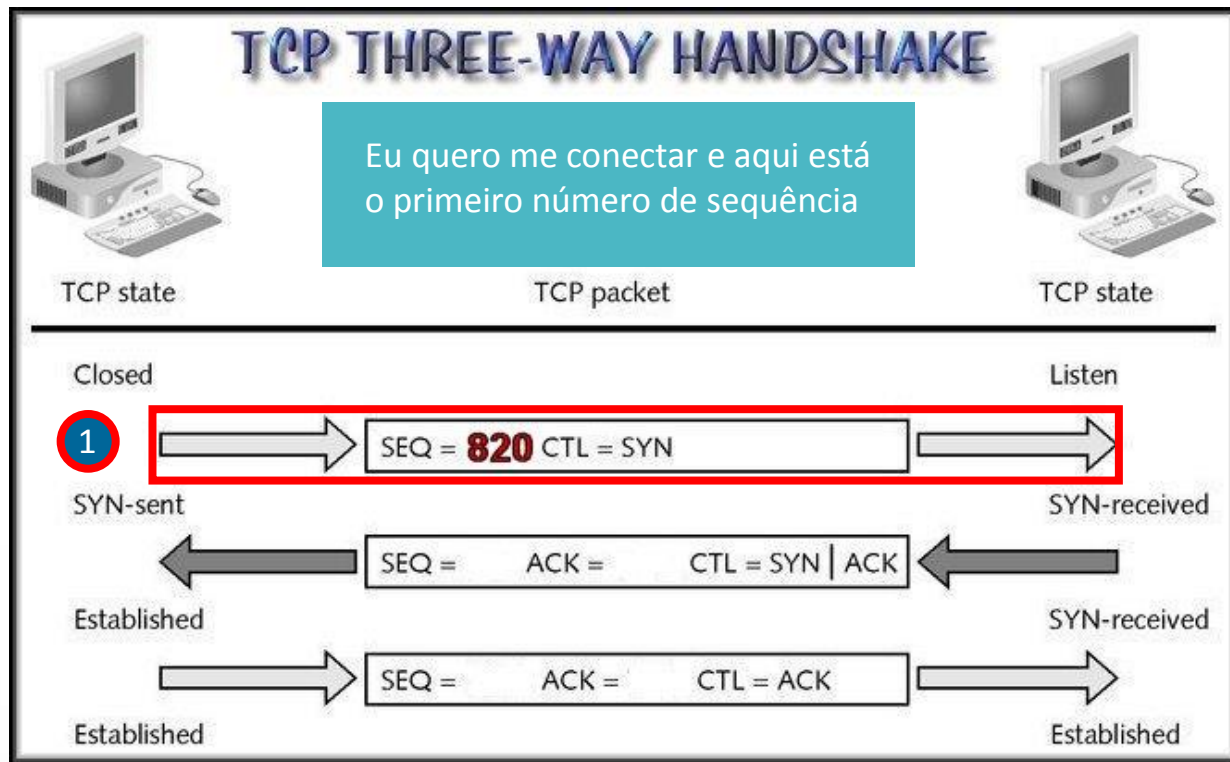 TCP THREE-WAY HANDSHAKE
Eu quero me conectar e aqui está
o primeiro número de sequência
TCP state TCP packet TCP state
Closed Listen
1 SEQ = 820 CTL = SYN
SYN-sent SYN-received
SEQ = ACK = CTL = SYN | ACK
Established SYN-received
SEQ = ACK = CTL = ACK
Established Established